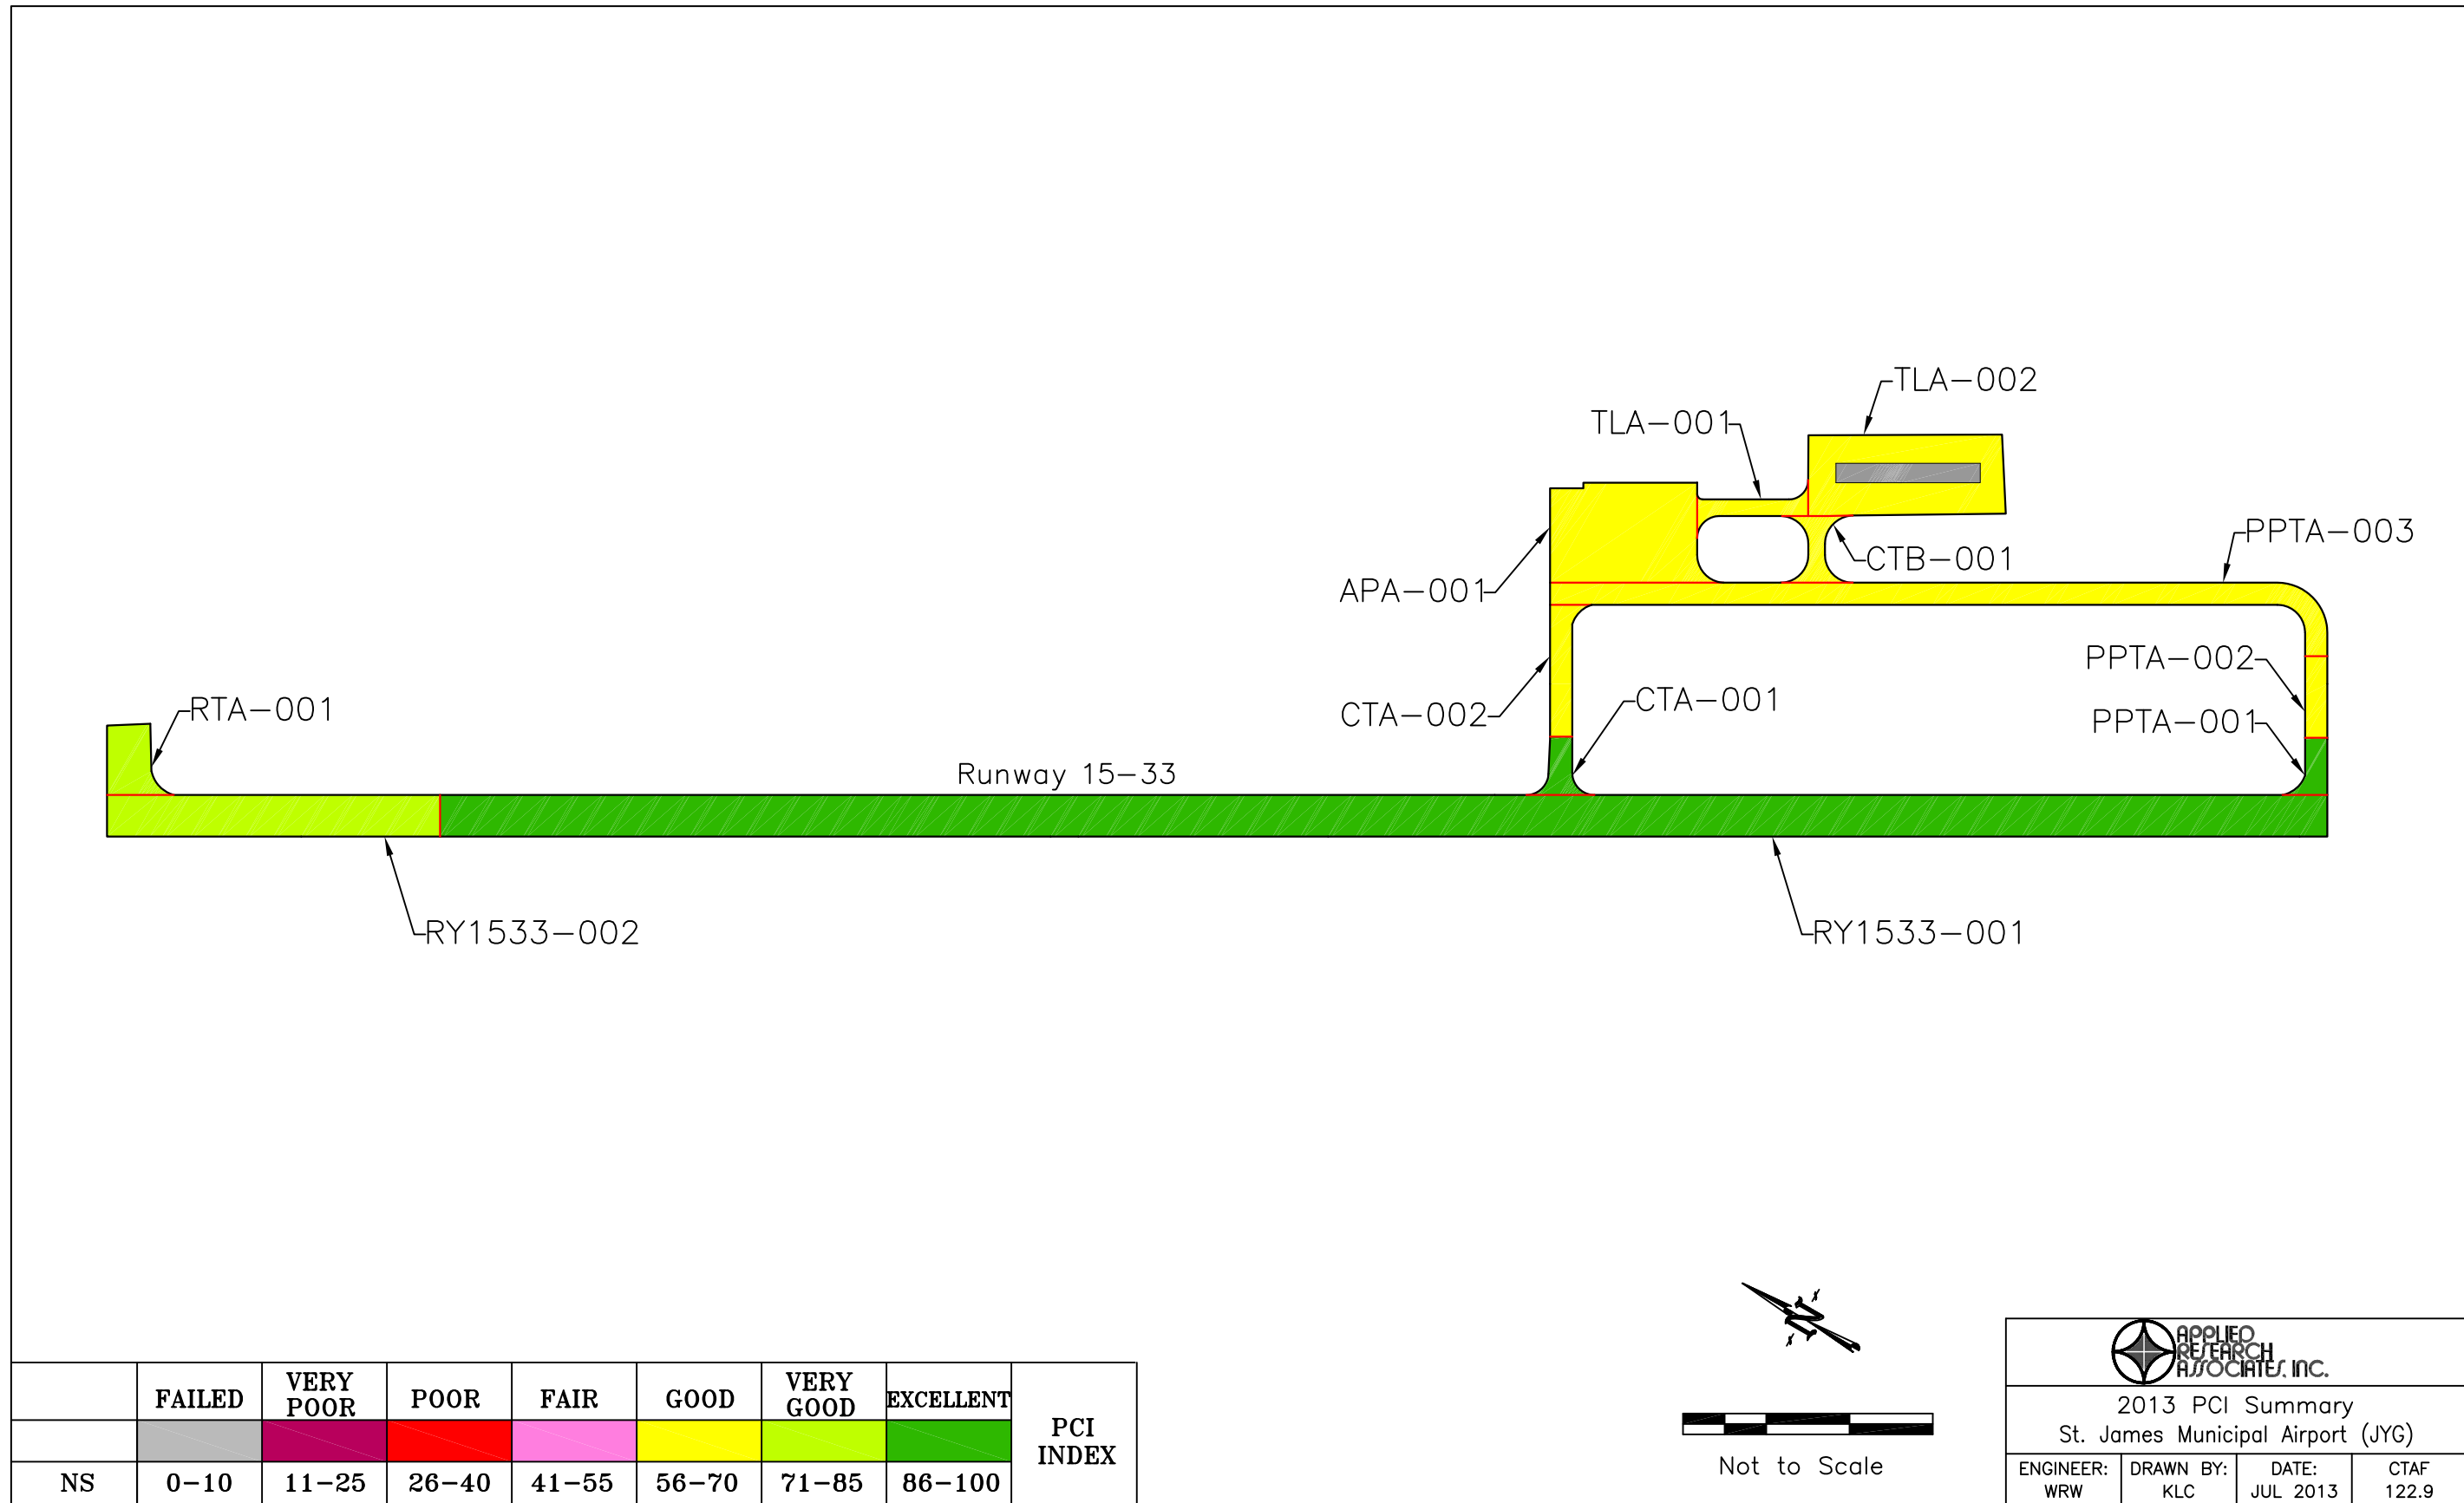 TLA-002
TLA-001
PPTA-003
CTB-001
APA-001
PPTA-002
RTA-001
CTA-002
CTA-001
PPTA-001
Runway 15-33
RY1533-002
RY1533-001
N
FAILED
VERY POOR
POOR
FAIR
GOOD
VERY GOOD
EXCELLENT
PCI INDEX
NS
0-10
11-25
26-40
41-55
56-70
71-85
86-100
Not to Scale
APPLIED
RESEARCH
ASSOCIATES, INC.
2013 PCI Summary
St. James Municipal Airport (JYG)
ENGINEER:
WRW
DRAWN BY:
KLC
DATE:
JUL 2013
CTAF
122.9